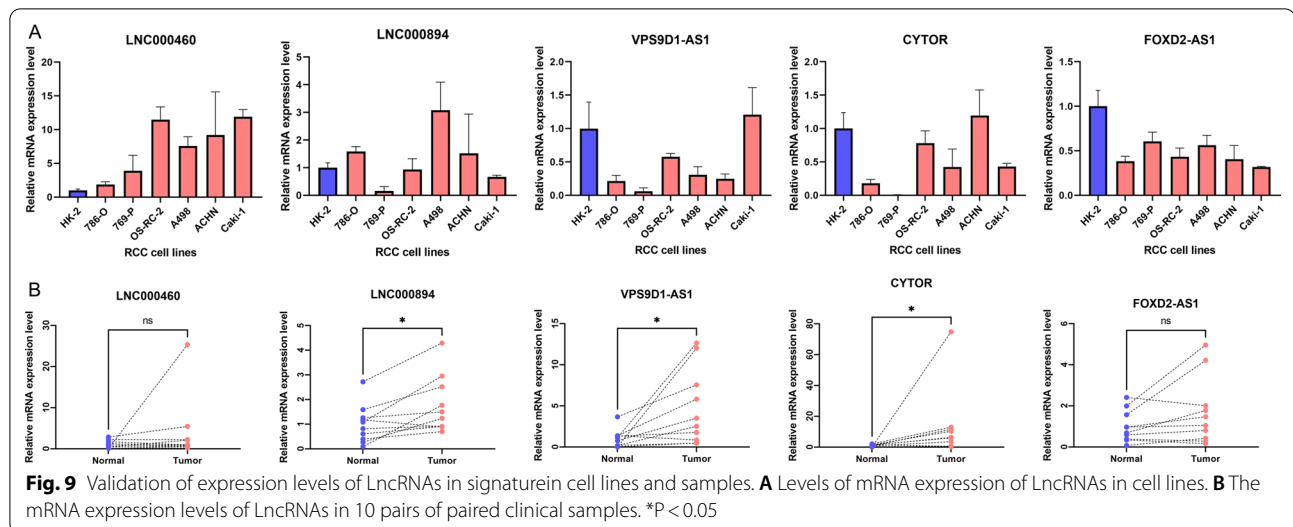 A
LNC000460
LNC000894
VPS9D1-AS1
CYTOR
FOXD2-AS1
Relative mRNA expression level
20
15
10
5
0
HK-2
786-O
769-P
OS-RC-2
A498
ACHN
Caki-1
RCC cell lines
Relative mRNA expression level
5
4
3
2
1
0
HK-2
786-O
769-P
OS-RC-2
A498
ACHN
Caki-1
RCC cell lines
Relative mRNA expression level
2.0
1.5
1.0
0.5
0.0
HK-2
786-O
769-P
OS-RC-2
A498
ACHN
Caki-1
RCC cell lines
Relative mRNA expression level
2.0
1.5
1.0
0.5
0.0
HK-2
786-O
769-P
OS-RC-2
A498
ACHN
Caki-1
RCC cell lines
Relative mRNA expression level
1.5
1.0
0.5
0.0
HK-2
786-O
769-P
OS-RC-2
A498
ACHN
Caki-1
RCC cell lines
B
LNC000460
LNC000894
VPS9D1-AS1
CYTOR
FOXD2-AS1
Relative mRNA expression level
30
20
10
0
ns
Normal Tumor
Relative mRNA expression level
5
4
3
2
1
0
*
Normal Tumor
Relative mRNA expression level
15
10
5
0
*
Normal Tumor
Relative mRNA expression level
80
60
40
20
0
*
Normal Tumor
Relative mRNA expression level
6
4
2
0
ns
Normal Tumor
Fig. 9 Validation of expression levels of LncRNAs in signaturein cell lines and samples. A Levels of mRNA expression of LncRNAs in cell lines. B The
mRNA expression levels of LncRNAs in 10 pairs of paired clinical samples. *P < 0.05